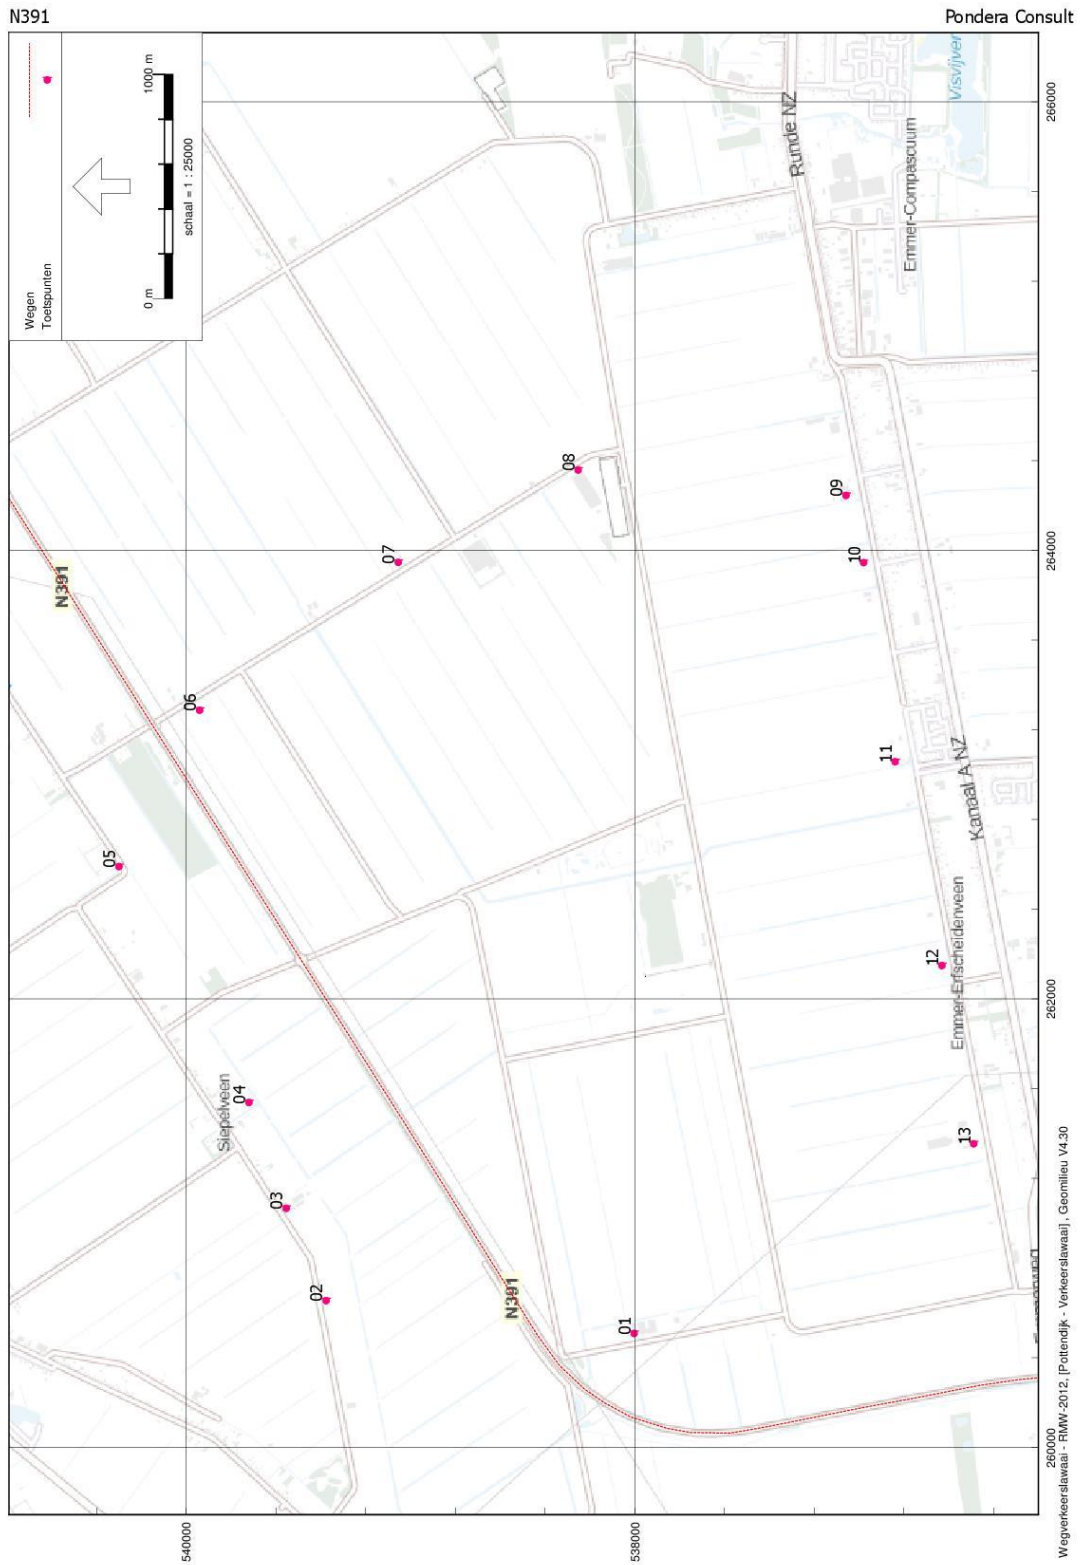 N391
Pondera Consult
Wegen
Toetspunten
0 m
1000 m
schaal = 1 : 25000
N391
N391
Siepelveen
Runde NZ
Visvijver
Emmer-Compascuum
Kanaal A NZ
Emmer-Erfscheidenveen
01
02
03
04
05
06
07
08
09
10
11
12
13
540000
538000
260000
262000
264000
266000
Wegverkeerslawaai - RMW-2012, [Pottendijk - Verkeerslawaai] , Geomilieu V4.30